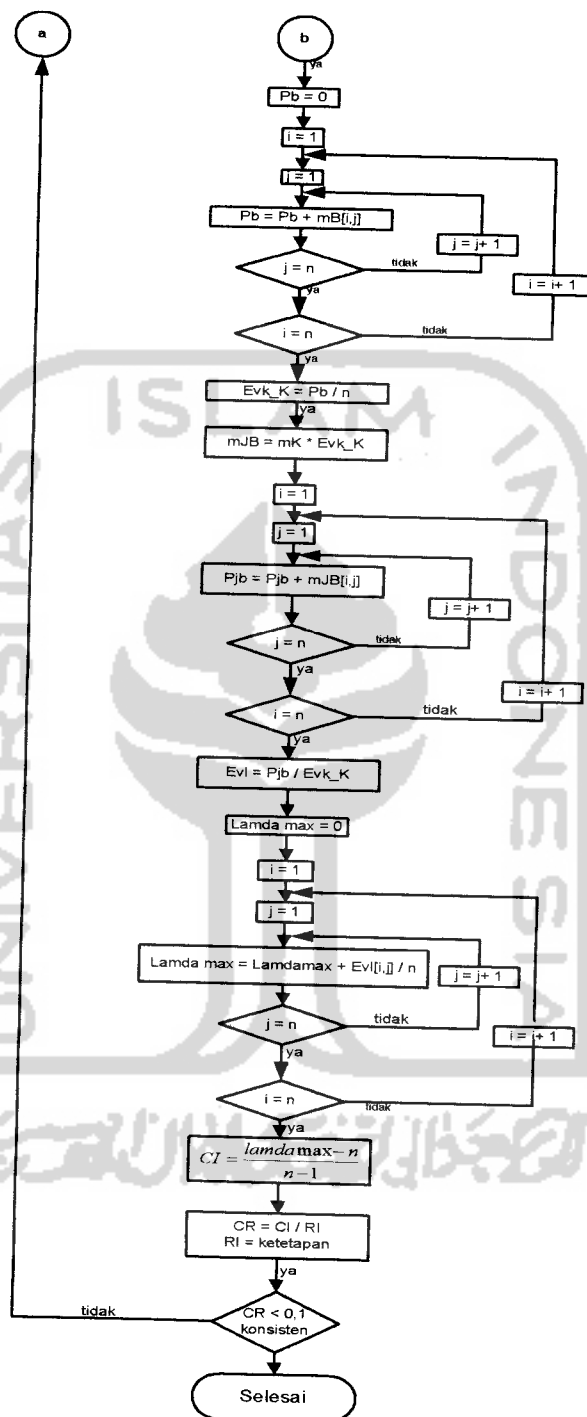 a
b
ya
Pb = 0
i = 1
j = 1
Pb = Pb + mB[i,j]
j = j+ 1
j = n
tidak
i = i+ 1
ya
i = n
tidak
ya
Evk_K = Pb / n
ya
mJB = mK * Evk_K
i = 1
j = 1
Pjb = Pjb + mJB[i,j]
j = j+ 1
j = n
tidak
ya
i = i+ 1
i = n
tidak
ya
Evl = Pjb / Evk_K
Lamda max = 0
i = 1
j = 1
Lamda max = Lamdamax + Evl[i,j] / n
j = j+ 1
j = n
tidak
i = j+ 1
ya
i = n
tidak
ya
CI = lamda max − n
n − 1
CR = CI / RI
RI = ketetapan
ya
tidak
CR < 0,1
konsisten
Selesai
UNIVERSITAS
ISLAM
INDONESIA